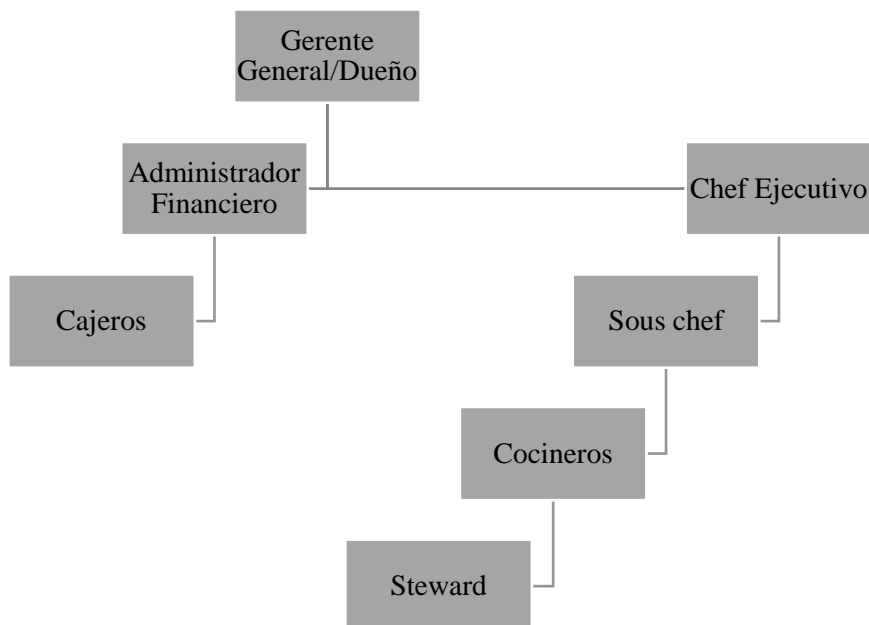 Gerente
General/Dueño
Administrador
Financiero
Chef Ejecutivo
Cajeros
Sous chef
Cocineros
Steward